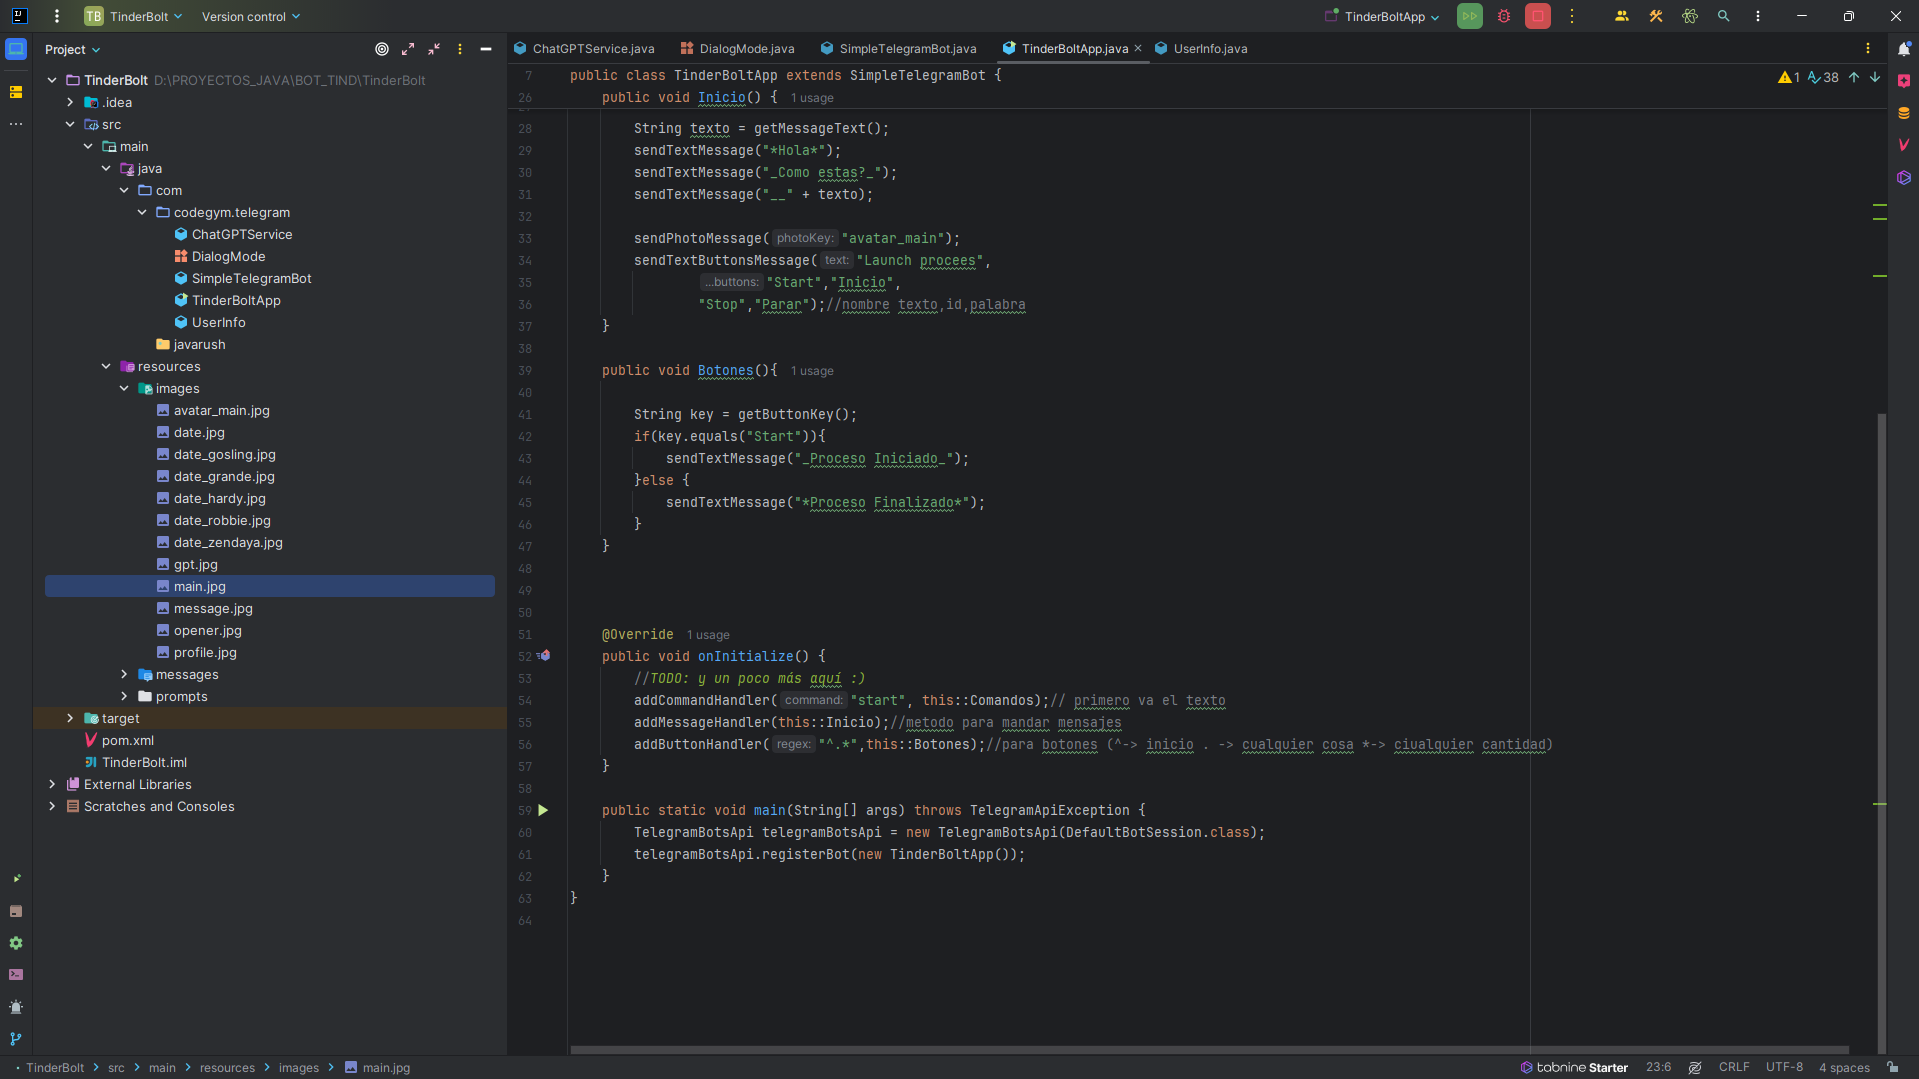 TB TinderBolt Version control TinderBoltApp
Project
ChatGPTService.java DialogMode.java SimpleTelegramBot.java TinderBoltApp.java UserInfo.java
TinderBolt D:\PROYECTOS_JAVA\BOT_TIND\TinderBolt
.idea
src
main
java
com
codegym.telegram
ChatGPTService
DialogMode
SimpleTelegramBot
TinderBoltApp
UserInfo
javarush
resources
images
avatar_main.jpg
date.jpg
date_gosling.jpg
date_grande.jpg
date_hardy.jpg
date_robbie.jpg
date_zendaya.jpg
gpt.jpg
main.jpg
message.jpg
opener.jpg
profile.jpg
messages
prompts
target
pom.xml
TinderBolt.iml
External Libraries
Scratches and Consoles
7 public class TinderBoltApp extends SimpleTelegramBot {
1 38
26 public void Inicio() { 1 usage
28 String texto = getMessageText();
29 sendTextMessage("*Hola*");
30 sendTextMessage("_Como estas?_");
31 sendTextMessage("__" + texto);
32
33 sendPhotoMessage( photoKey: "avatar_main");
34 sendTextButtonsMessage( text: "Launch procees",
35 ...buttons: "Start","Inicio",
36 "Stop","Parar");//nombre texto,id,palabra
37 }
38
39 public void Botones(){ 1 usage
40
41 String key = getButtonKey();
42 if(key.equals("Start")){
43 sendTextMessage("_Proceso Iniciado_");
44 }else {
45 sendTextMessage("*Proceso Finalizado*");
46 }
47 }
48
49
50
51 @Override 1 usage
52 public void onInitialize() {
53 //TODO: y un poco más aquí :)
54 addCommandHandler( command: "start", this::Comandos);// primero va el texto
55 addMessageHandler(this::Inicio);//metodo para mandar mensajes
56 addButtonHandler( regex: "^.*",this::Botones);//para botones (^-> inicio . -> cualquier cosa *-> ciualquier cantidad)
57 }
58
59 public static void main(String[] args) throws TelegramApiException {
60 TelegramBotsApi telegramBotsApi = new TelegramBotsApi(DefaultBotSession.class);
61 telegramBotsApi.registerBot(new TinderBoltApp());
62 }
63 }
64
TinderBolt > src > main > resources > images > main.jpg
tabnine Starter 23:6 CRLF UTF-8 4 spaces